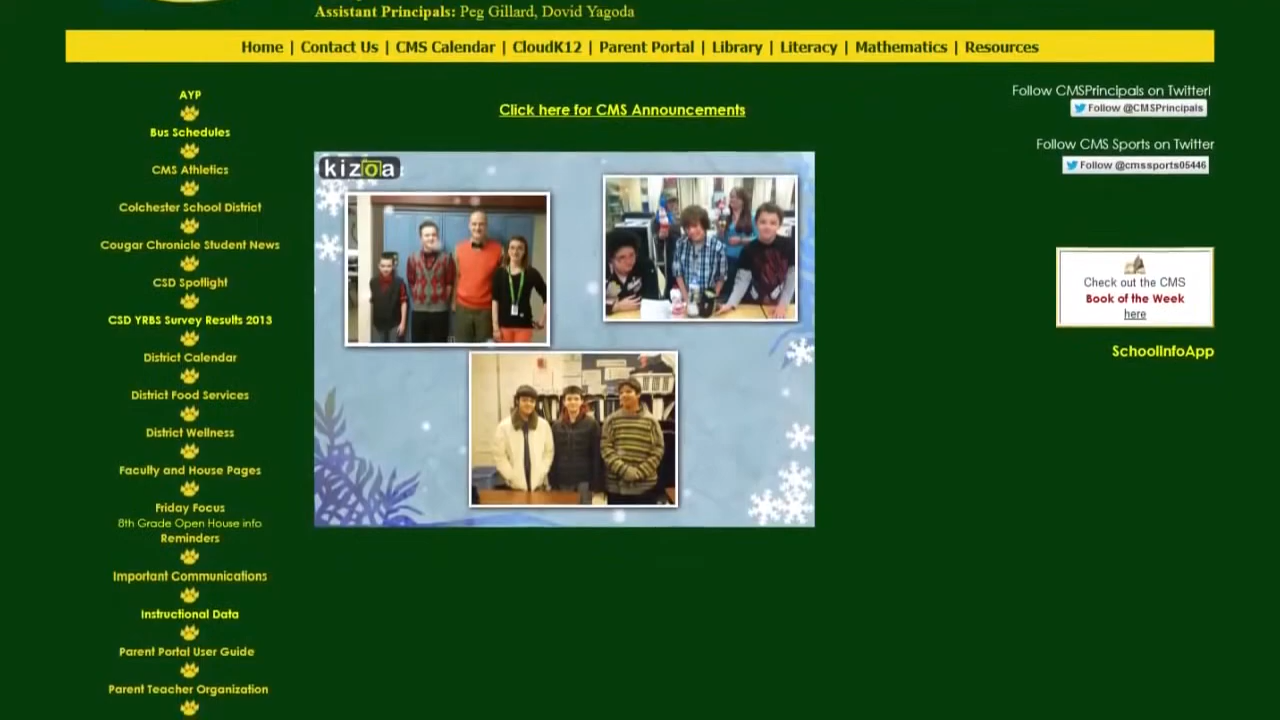 Assistant Principals: Peg Gillard, Dovid Yagoda
Home | Contact Us | CMS Calendar | CloudK12 | Parent Portal | Library | Literacy | Mathematics | Resources
AYP
Bus Schedules
CMS Athletics
Colchester School District
Cougar Chronicle Student News
CSD Spotlight
CSD YRBS Survey Results 2013
District Calendar
District Food Services
District Wellness
Faculty and House Pages
Friday Focus
8th Grade Open House info
Reminders
Important Communications
Instructional Data
Parent Portal User Guide
Parent Teacher Organization
Click here for CMS Announcements
kizoa
Follow CMSPrincipals on Twitter!
Follow @CMSPrincipals
Follow CMS Sports on Twitter
Follow @cmssports05446
Check out the CMS
Book of the Week
here
SchoolInfoApp